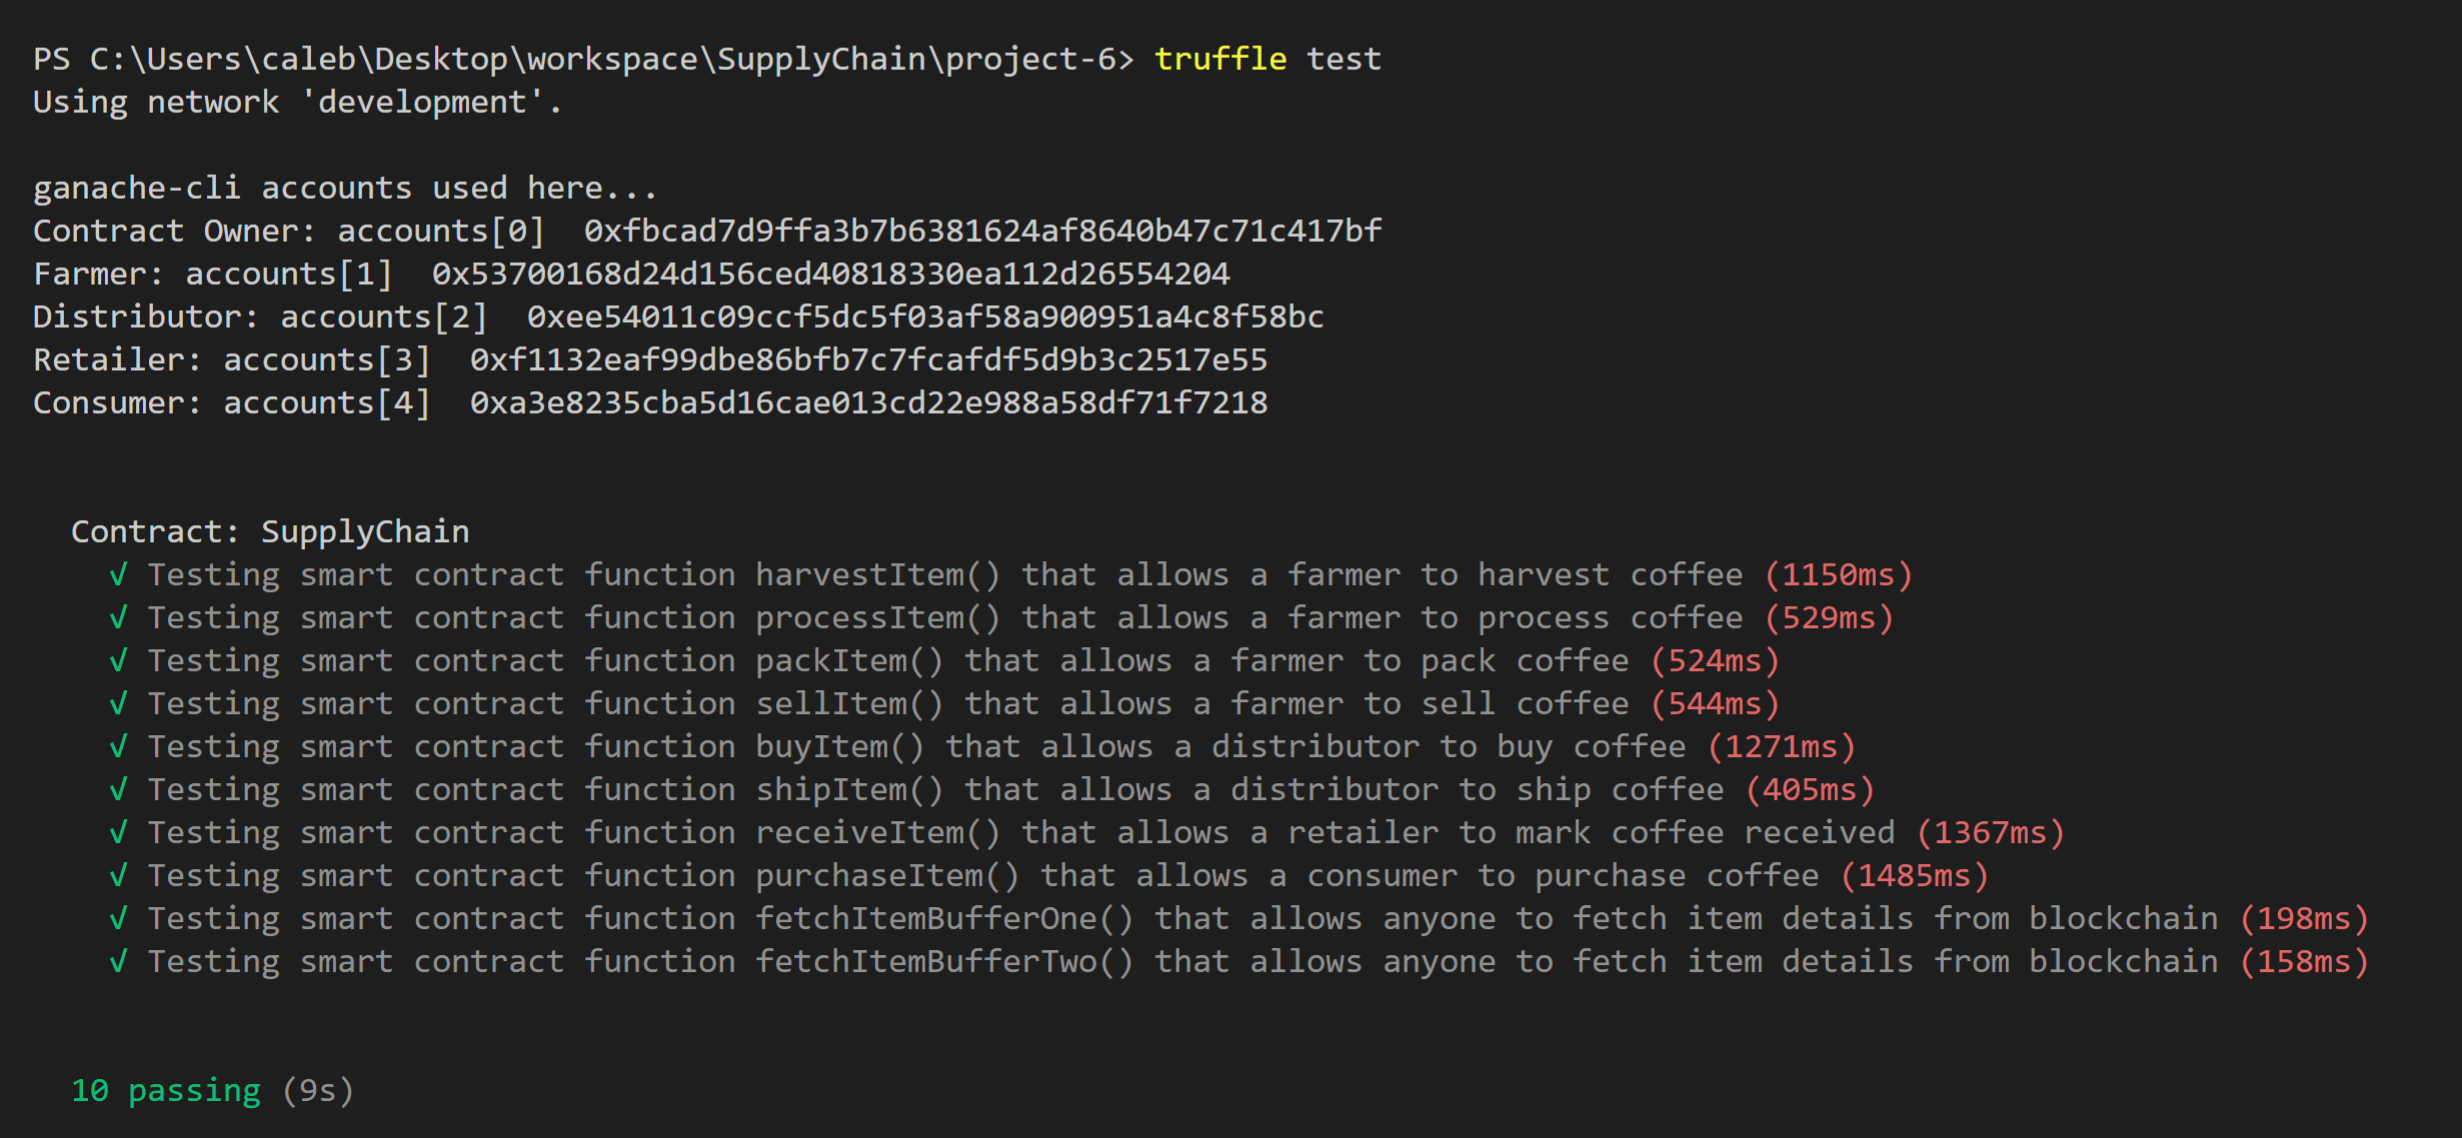 PS C:\Users\caleb\Desktop\workspace\SupplyChain\project-6> truffle test
Using network 'development'.
ganache-cli accounts used here...
Contract Owner: accounts[0]  0xfbcad7d9ffa3b7b6381624af8640b47c71c417bf
Farmer: accounts[1]  0x53700168d24d156ced40818330ea112d26554204
Distributor: accounts[2]  0xee54011c09ccf5dc5f03af58a900951a4c8f58bc
Retailer: accounts[3]  0xf1132eaf99dbe86bfb7c7fcafdf5d9b3c2517e55
Consumer: accounts[4]  0xa3e8235cba5d16cae013cd22e988a58df71f7218
Contract: SupplyChain
√ Testing smart contract function harvestItem() that allows a farmer to harvest coffee (1150ms)
√ Testing smart contract function processItem() that allows a farmer to process coffee (529ms)
√ Testing smart contract function packItem() that allows a farmer to pack coffee (524ms)
√ Testing smart contract function sellItem() that allows a farmer to sell coffee (544ms)
√ Testing smart contract function buyItem() that allows a distributor to buy coffee (1271ms)
√ Testing smart contract function shipItem() that allows a distributor to ship coffee (405ms)
√ Testing smart contract function receiveItem() that allows a retailer to mark coffee received (1367ms)
√ Testing smart contract function purchaseItem() that allows a consumer to purchase coffee (1485ms)
√ Testing smart contract function fetchItemBufferOne() that allows anyone to fetch item details from blockchain (198ms)
√ Testing smart contract function fetchItemBufferTwo() that allows anyone to fetch item details from blockchain (158ms)
10 passing (9s)